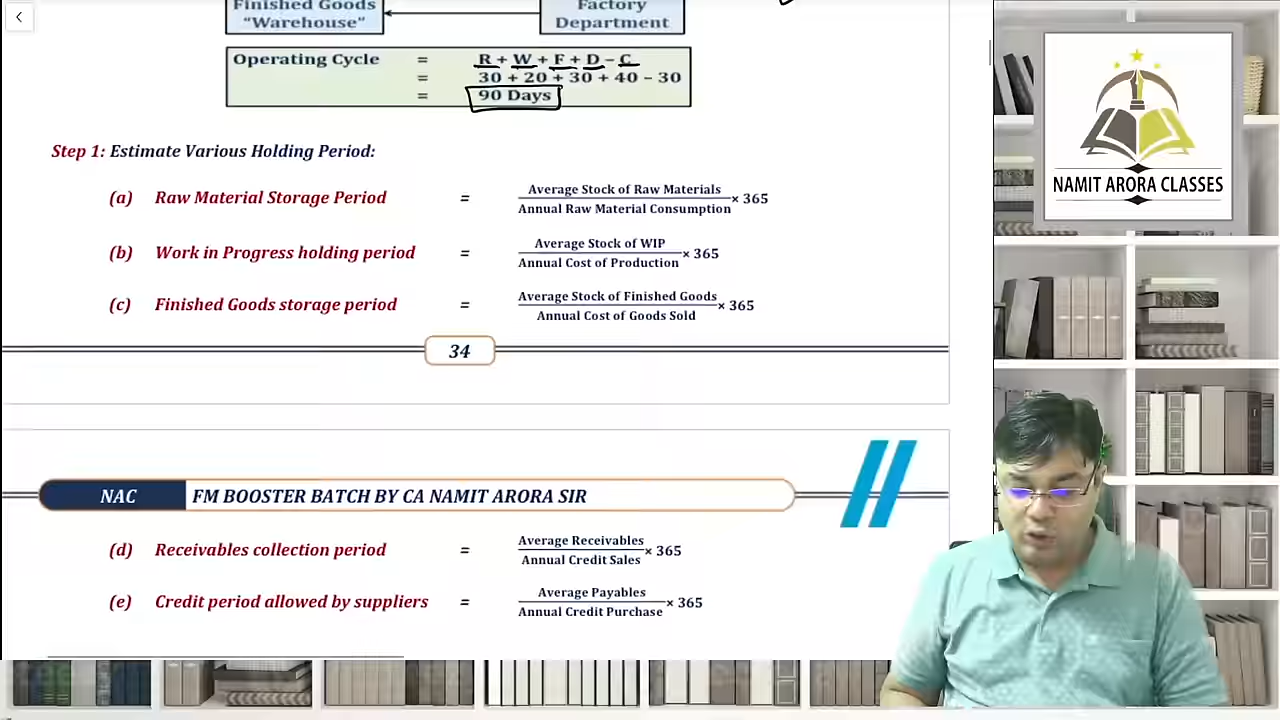 Finished Goods
"Warehouse"
Factory
Department
Operating Cycle = R + W + F + D – C
= 30 + 20 + 30 + 40 – 30
= 90 Days
Step 1: Estimate Various Holding Period:
(a) Raw Material Storage Period = Average Stock of Raw Materials
Annual Raw Material Consumption × 365
(b) Work in Progress holding period = Average Stock of WIP
Annual Cost of Production × 365
(c) Finished Goods storage period = Average Stock of Finished Goods
Annual Cost of Goods Sold × 365
34
NAC FM BOOSTER BATCH BY CA NAMIT ARORA SIR
(d) Receivables collection period = Average Receivables
Annual Credit Sales × 365
(e) Credit period allowed by suppliers = Average Payables
Annual Credit Purchase × 365
NAMIT ARORA CLASSES